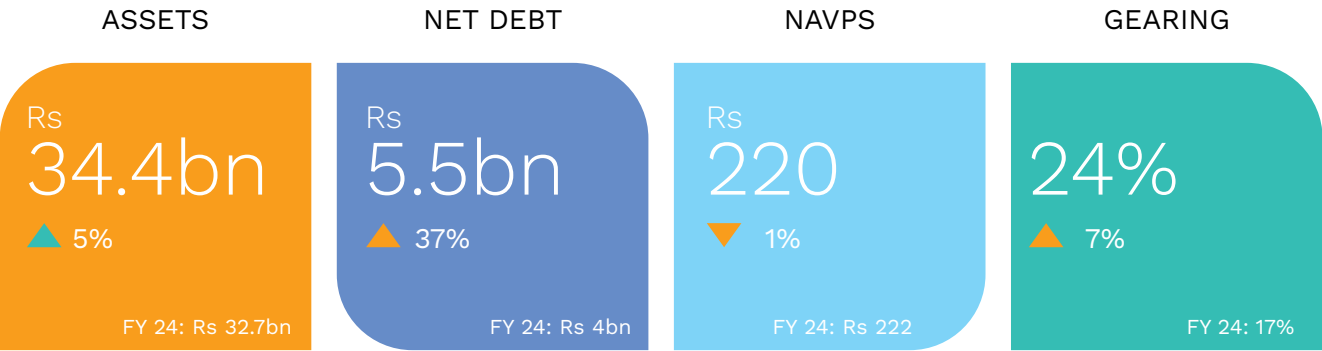 ASSETS
Rs
34.4bn
5%
FY 24: Rs 32.7bn
NET DEBT
Rs
5.5bn
37%
FY 24: Rs 4bn
NAVPS
Rs
220
1%
FY 24: Rs 222
GEARING
24%
7%
FY 24: 17%